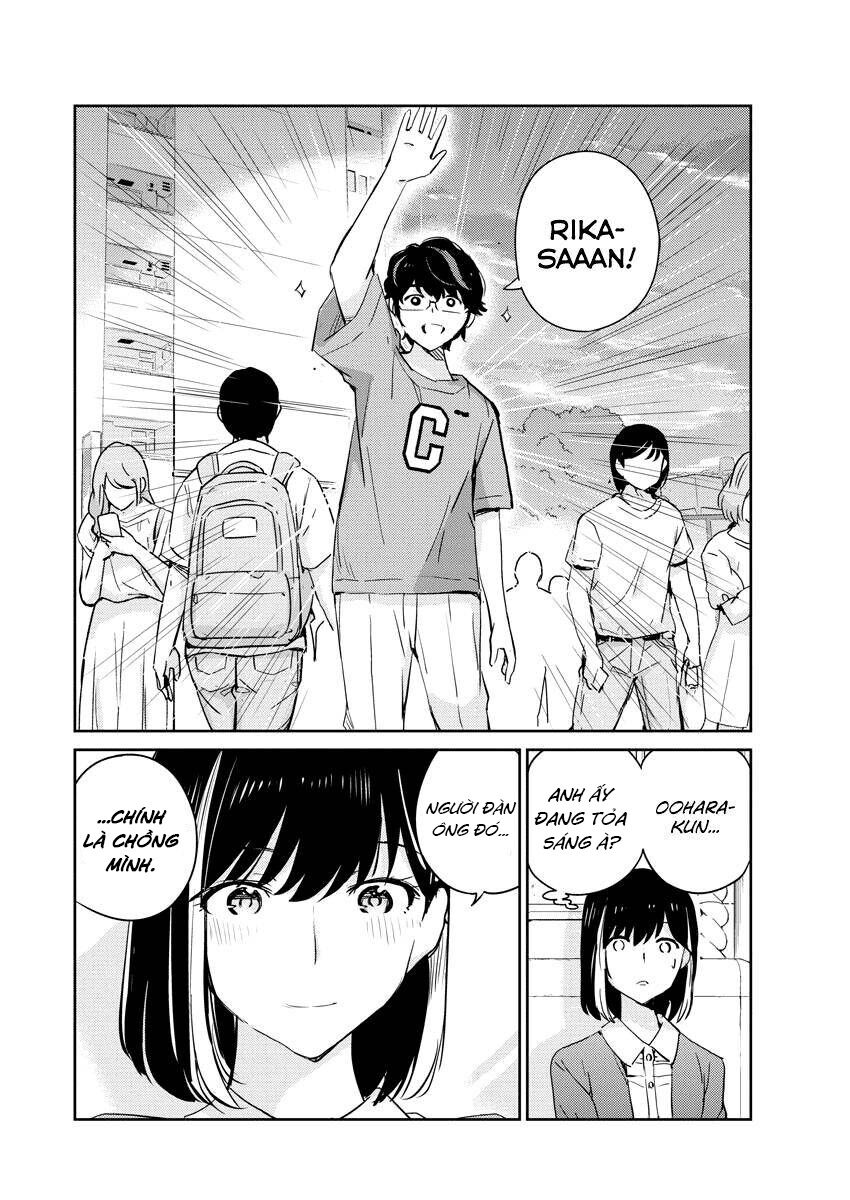 RIKA-
SAAAN!
C
OOHARA-
KUN...
ANH ẤY
ĐANG TỎA
SÁNG À?
NGƯỜI ĐÀN
ÔNG ĐÓ...
...CHÍNH
LÀ CHỒNG
MÌNH.